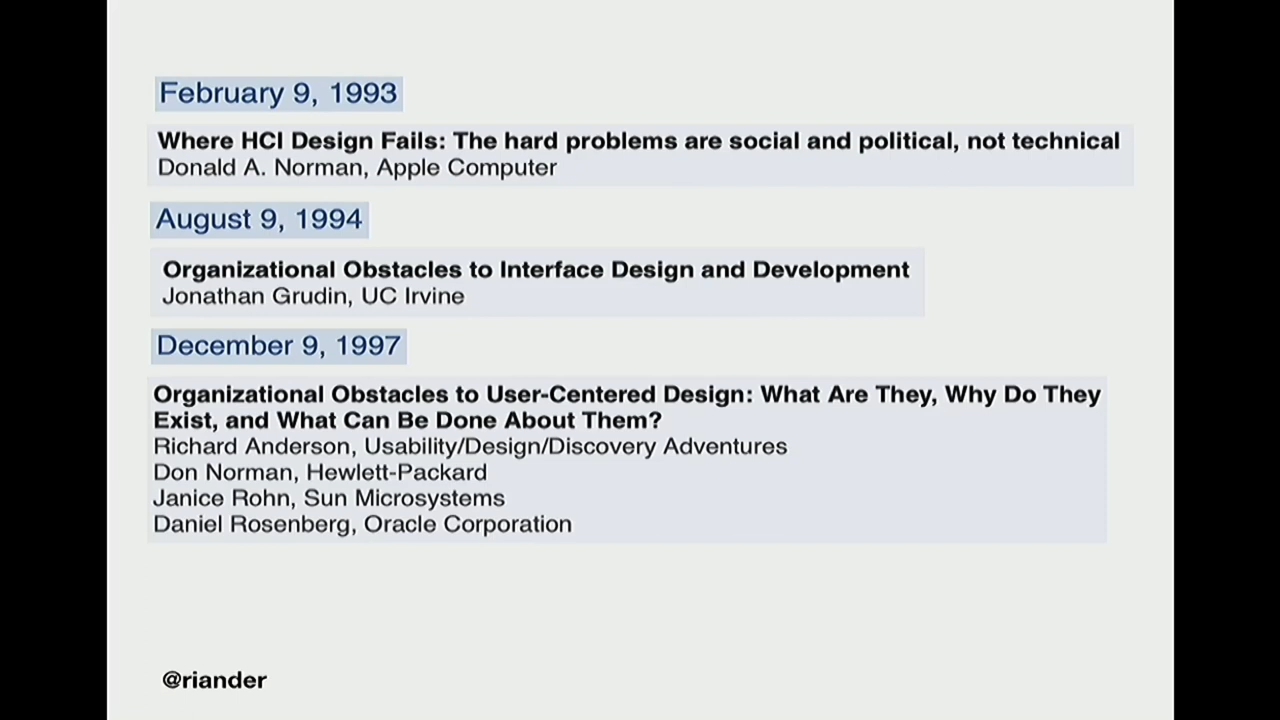 February 9, 1993
Where HCI Design Fails: The hard problems are social and political, not technical
Donald A. Norman, Apple Computer
August 9, 1994
Organizational Obstacles to Interface Design and Development
Jonathan Grudin, UC Irvine
December 9, 1997
Organizational Obstacles to User-Centered Design: What Are They, Why Do They
Exist, and What Can Be Done About Them?
Richard Anderson, Usability/Design/Discovery Adventures
Don Norman, Hewlett-Packard
Janice Rohn, Sun Microsystems
Daniel Rosenberg, Oracle Corporation
@riander